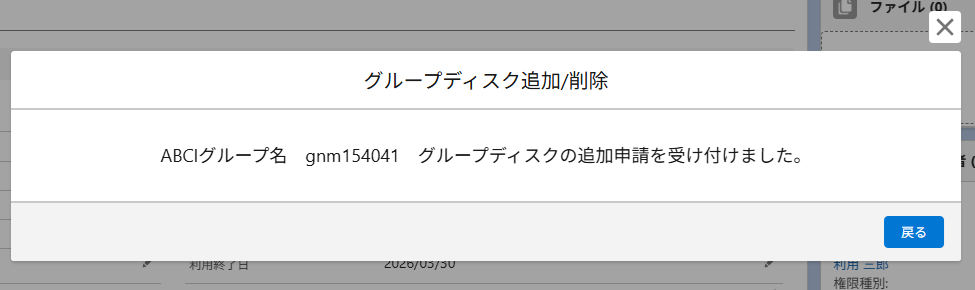 ファイル (0)
グループディスク追加/削除
ABCIグループ名 gnm154041 グループディスクの追加申請を受け付けました。
者 (
戻る
利用終了日 2026/03/30
利用 三郎
権限種別: